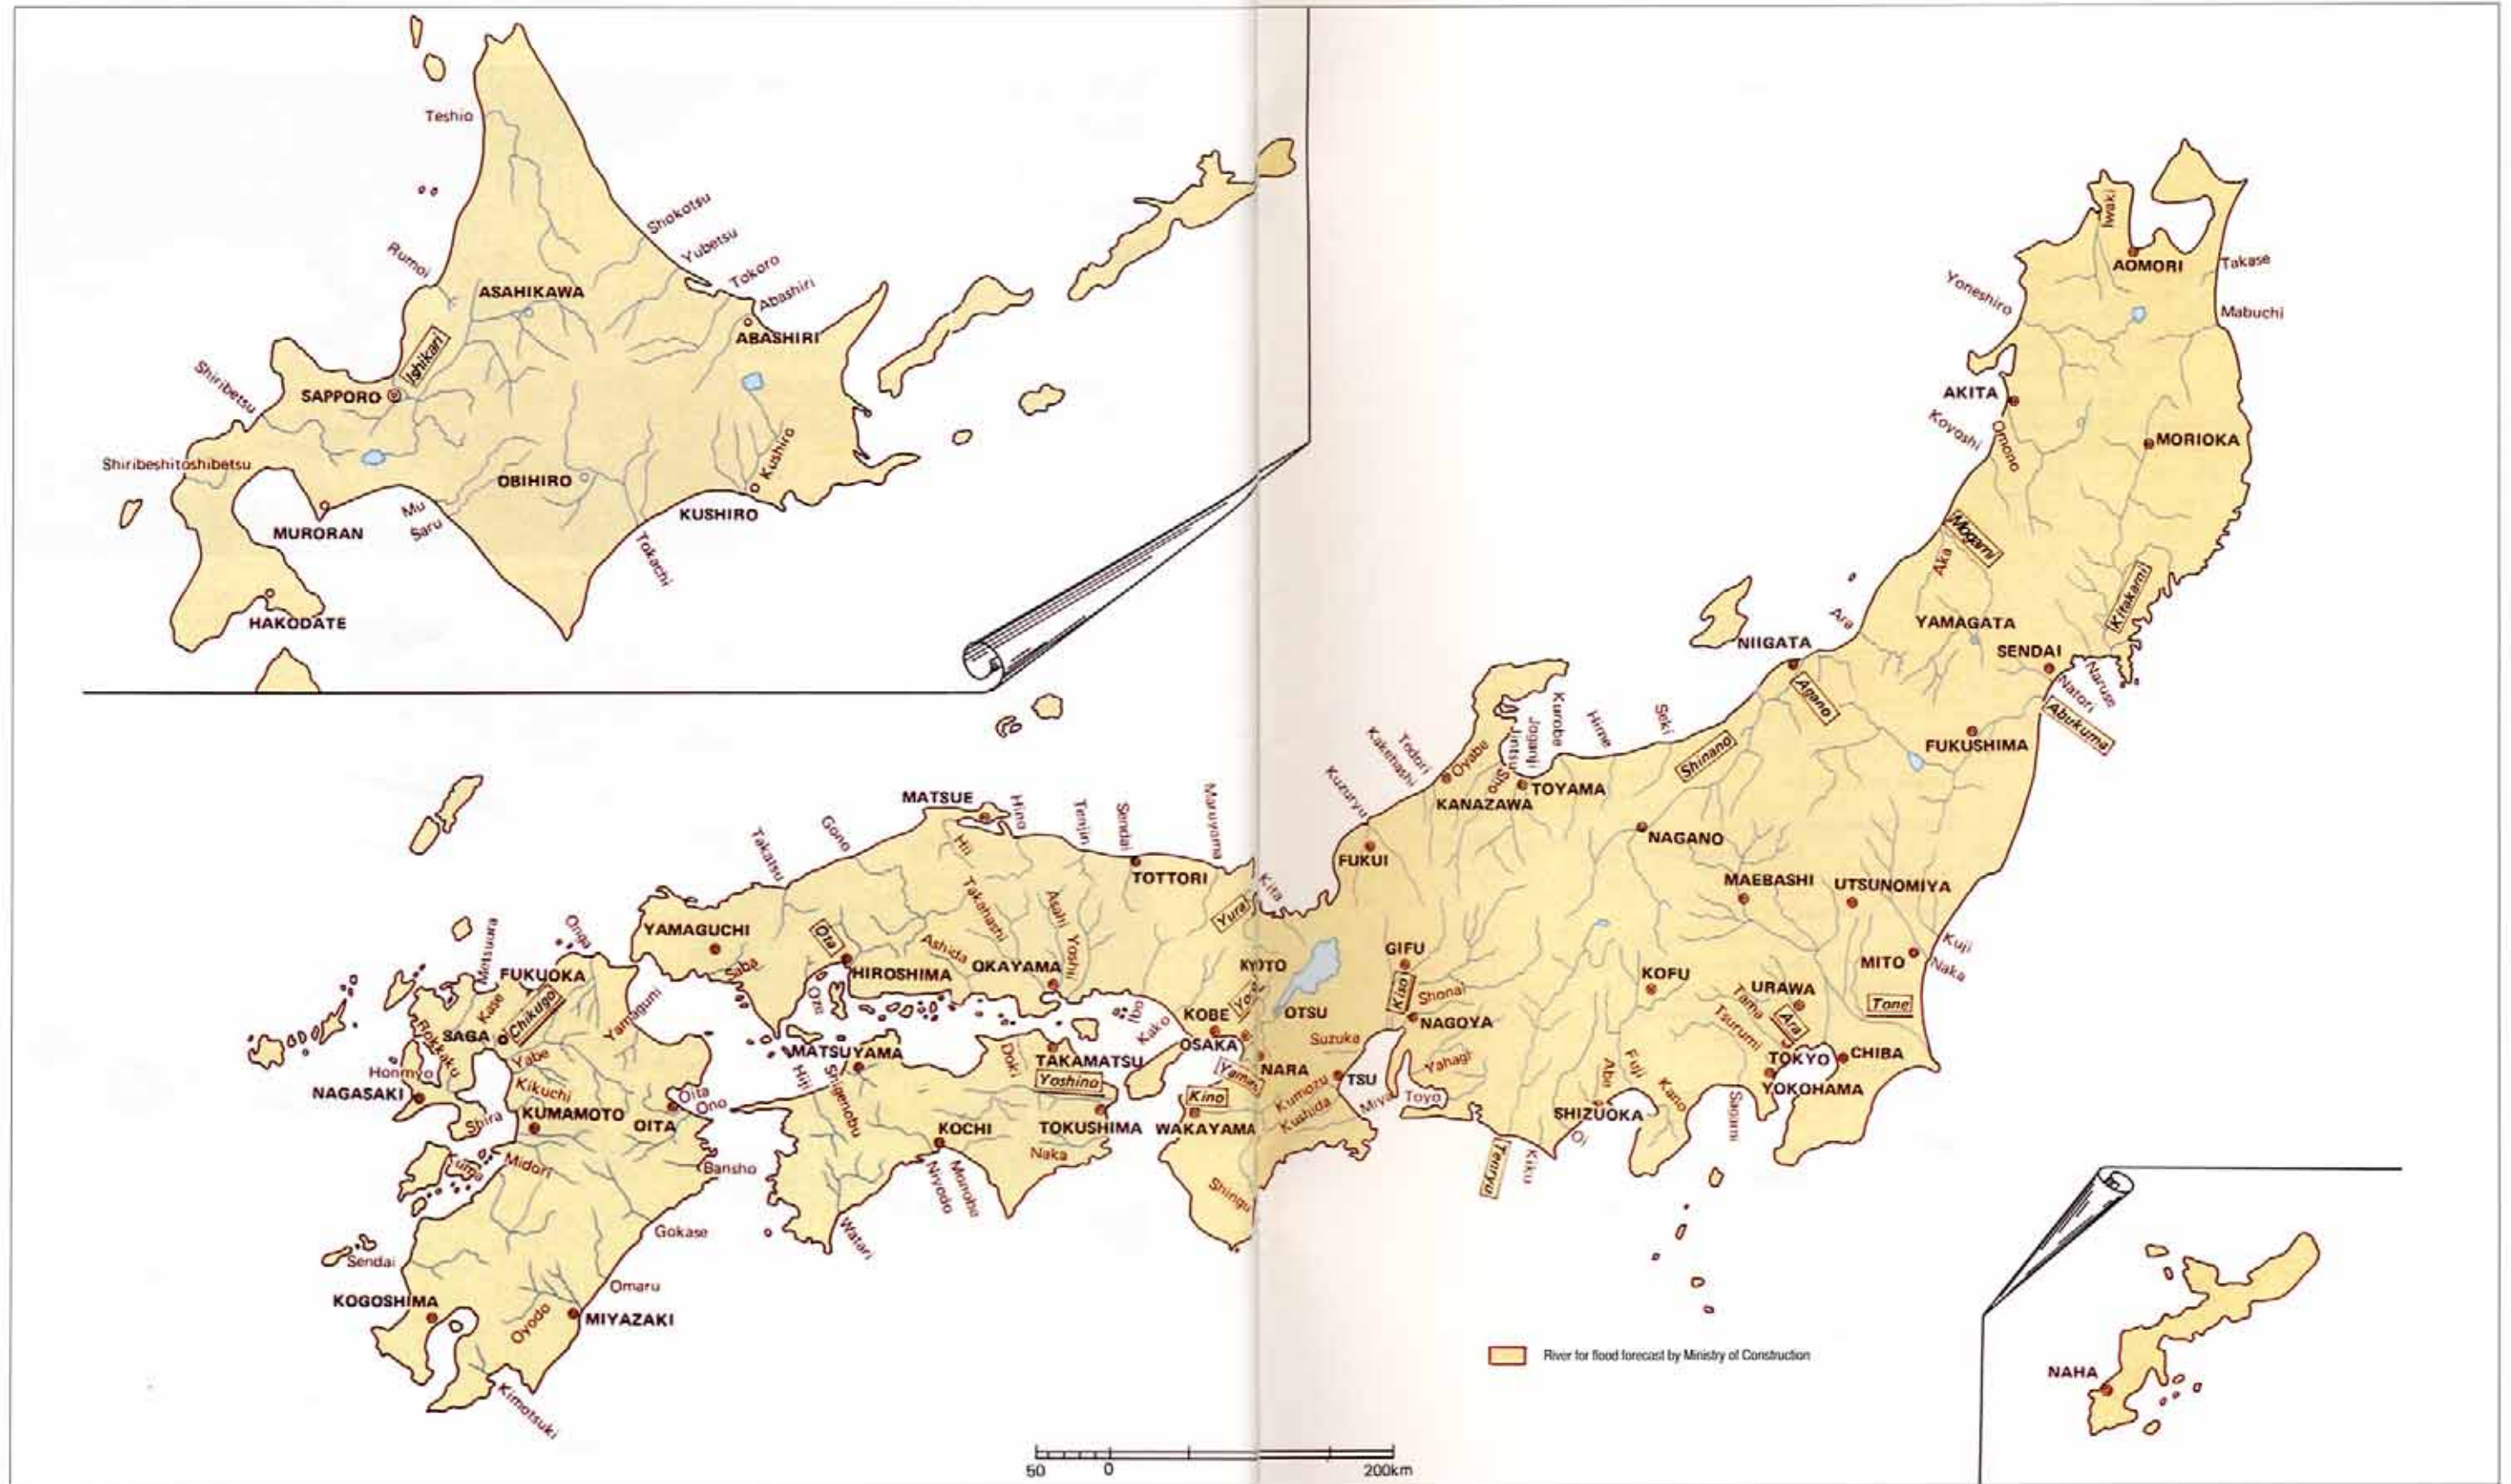 Teshio
Shokotsu
Yubetsu
Rumoi
Tokoro
Abashiri
ASAHIKAWA
ABASHIRI
Ishikari
Shiribetsu
SAPPORO
Kushiro
Shiribeshitoshibetsu
OBIHIRO
Mu
Saru
KUSHIRO
MURORAN
Tokachi
HAKODATE
Iwaki
AOMORI
Takase
Yoneshiro
Mabuchi
AKITA
Koyoshi
Omono
MORIOKA
Mogami
Aka
Kitakami
Ara
YAMAGATA
NIIGATA
SENDAI
Naruse
Natori
Agano
Abukuma
FUKUSHIMA
Kurobe
Joganji
Jintsu
Hime
Seki
Shinano
Todori
Kakehashi
Oyabe
Sho
TOYAMA
KANAZAWA
Kuzuryu
NAGANO
FUKUI
MATSUE
Hino
Tenjin
Sendai
Maruyama
Gono
Takatsu
Hii
TOTTORI
Kita
MAEBASHI
UTSUNOMIYA
Takahashi
Asahi
Yura
Metsuura
Onga
YAMAGUCHI
Ota
Ashida
Yoshii
Kuji
GIFU
MITO
Naka
FUKUOKA
Saba
HIROSHIMA
OKAYAMA
KYOTO
KOFU
URAWA
Kase
Chikugo
Yamaguni
Oze
Ibo
Kako
KOBE
OTSU
Kiso
Shonai
Tama
Tsurumi
Ara
Tone
NAGOYA
SAGA
Rokkaku
OSAKA
Suzuka
MATSUYAMA
Doki
TAKAMATSU
TOKYO
CHIBA
Yabe
Honmyo
Hiji
Shigenobu
Yoshino
NARA
TSU
Yahagi
Abe
Fuji
Kano
YOKOHAMA
NAGASAKI
Kikuchi
Oita
Ono
Kino
Kumozu
Kushida
Miya
Toyo
Shira
KUMAMOTO
OITA
KOCHI
TOKUSHIMA
WAKAYAMA
SHIZUOKA
Oi
Sagami
Kuma
Midori
Bansho
Niyodo
Monobe
Naka
Shingu
Tenryu
Kiku
Watari
Gokase
Sendai
Omaru
KOGOSHIMA
Oyodo
MIYAZAKI
Kimotsuki
River for flood forecast by Ministry of Construction
NAHA
50 0 200km